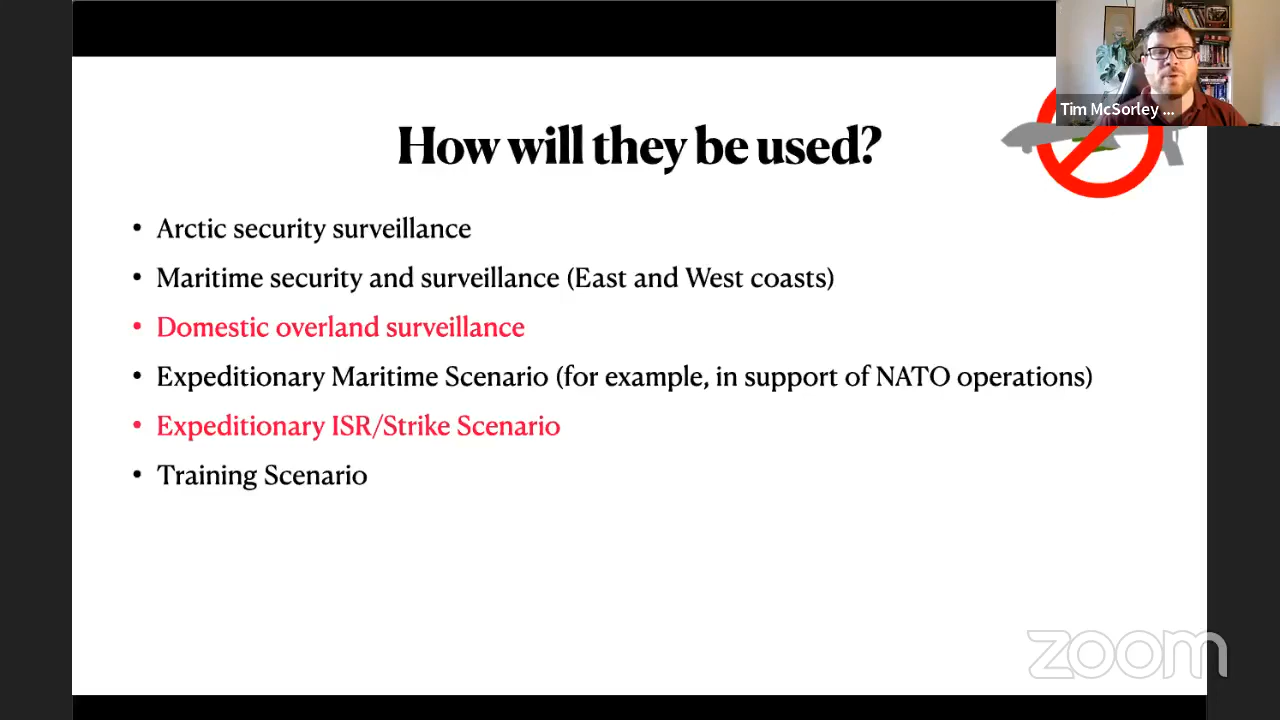 How will they be used?
Tim McSorley ...
• Arctic security surveillance
• Maritime security and surveillance (East and West coasts)
• Domestic overland surveillance
• Expeditionary Maritime Scenario (for example, in support of NATO operations)
• Expeditionary ISR/Strike Scenario
• Training Scenario
zoom